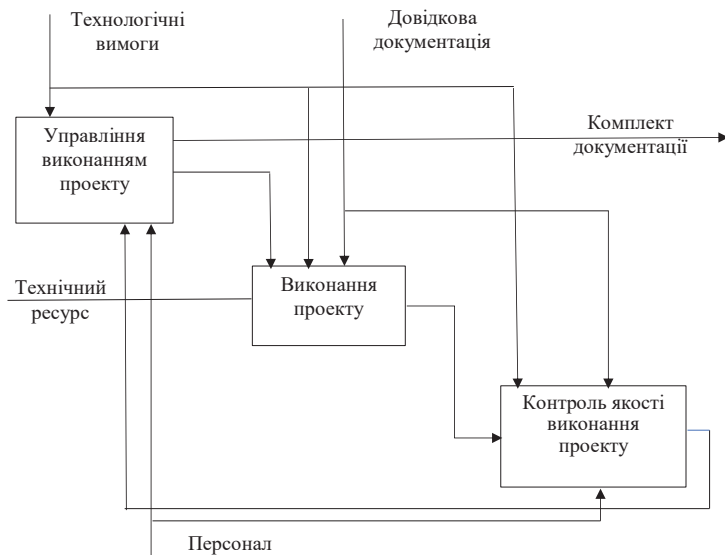 Технологічні
вимоги
Довідкова
документація
Управління
виконанням
проекту
Комплект
документації
Технічний
ресурс
Виконання
проекту
Контроль якості
виконання
проекту
Персонал